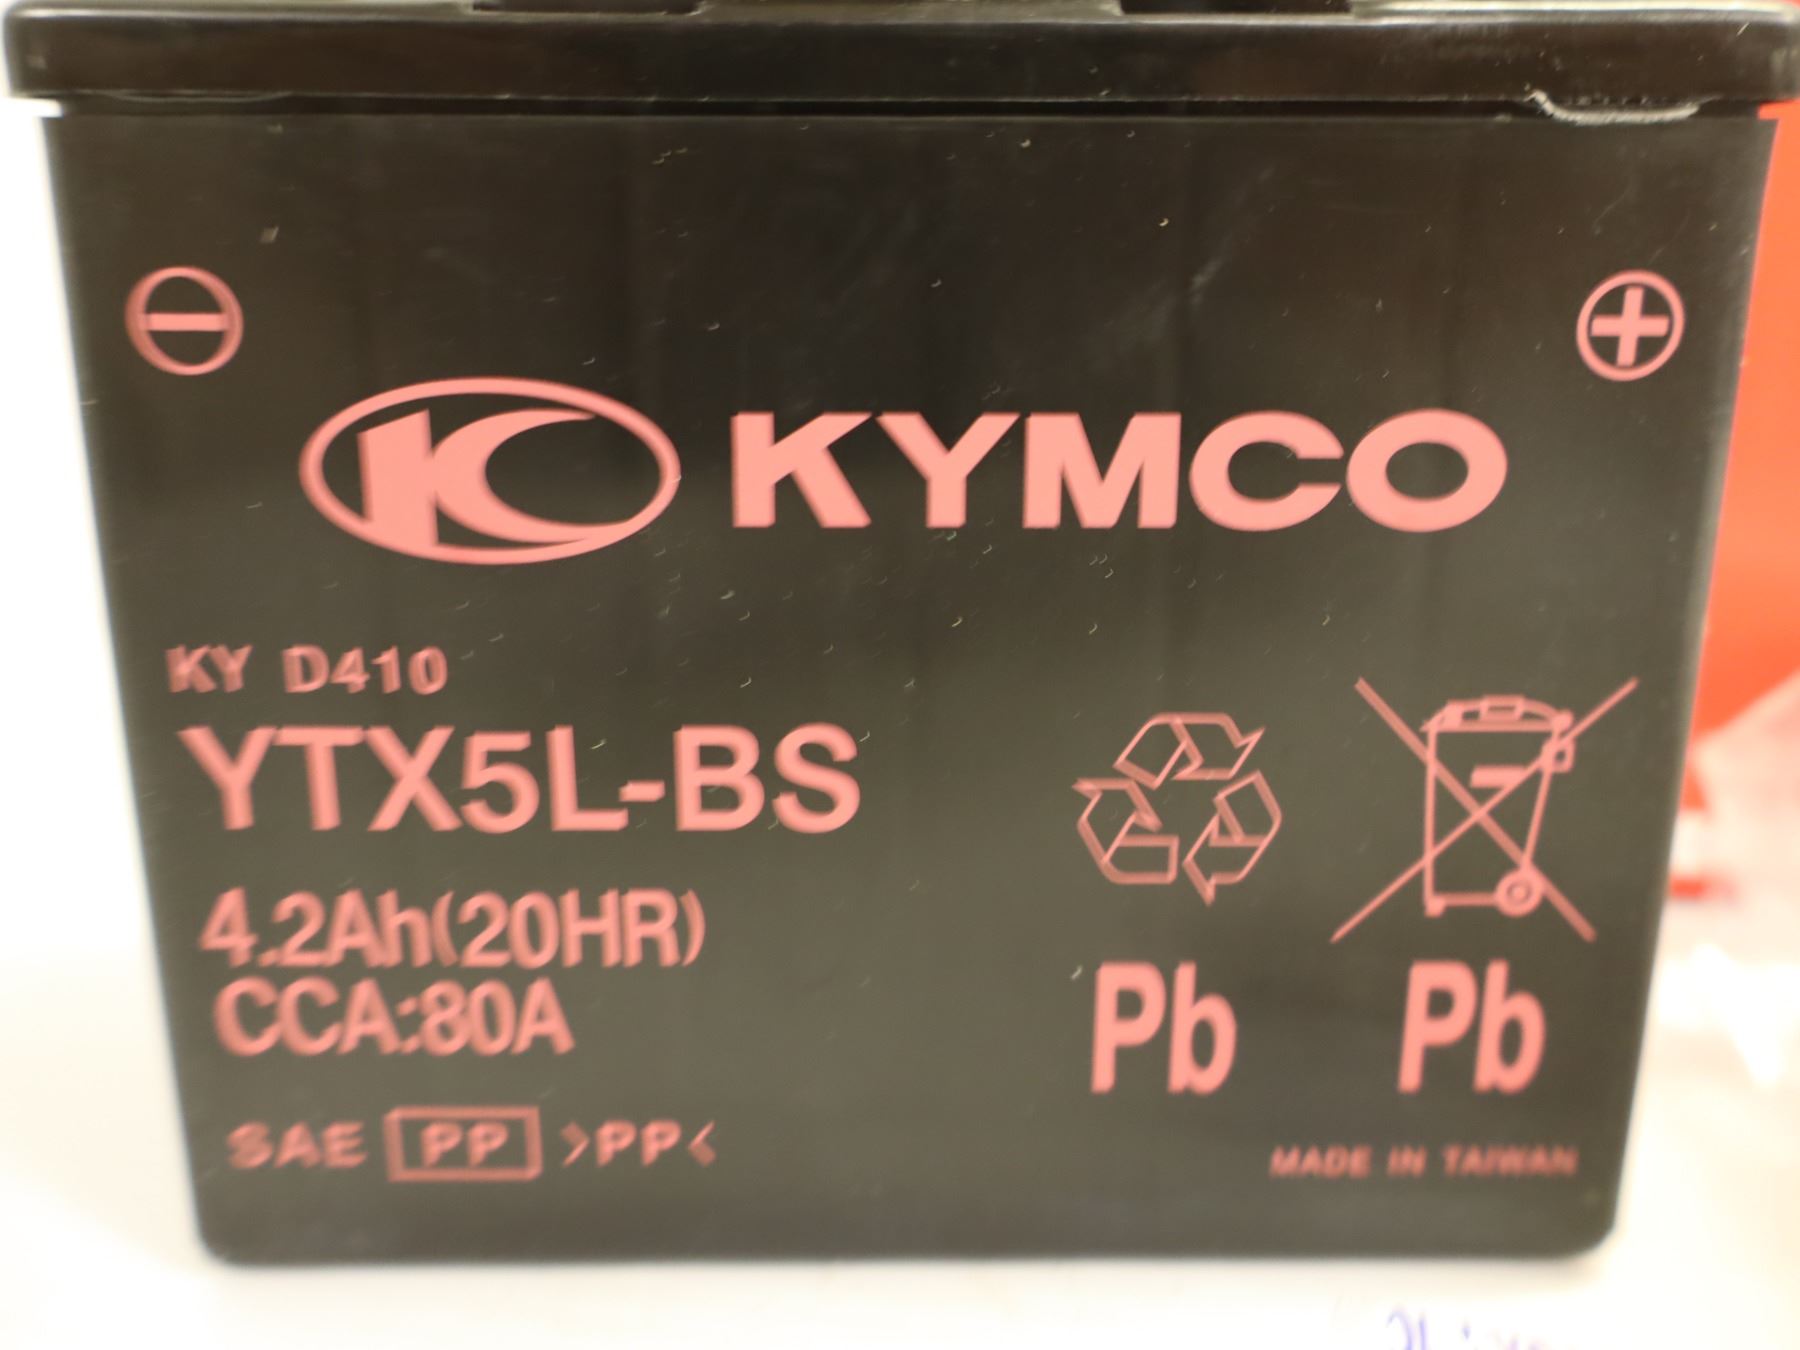 KYMCO
KY D410
YTX5L-BS
4.2Ah(20HR)
CCA:80A
Pb Pb
SAE PP >PP<
MADE IN TAIWAN